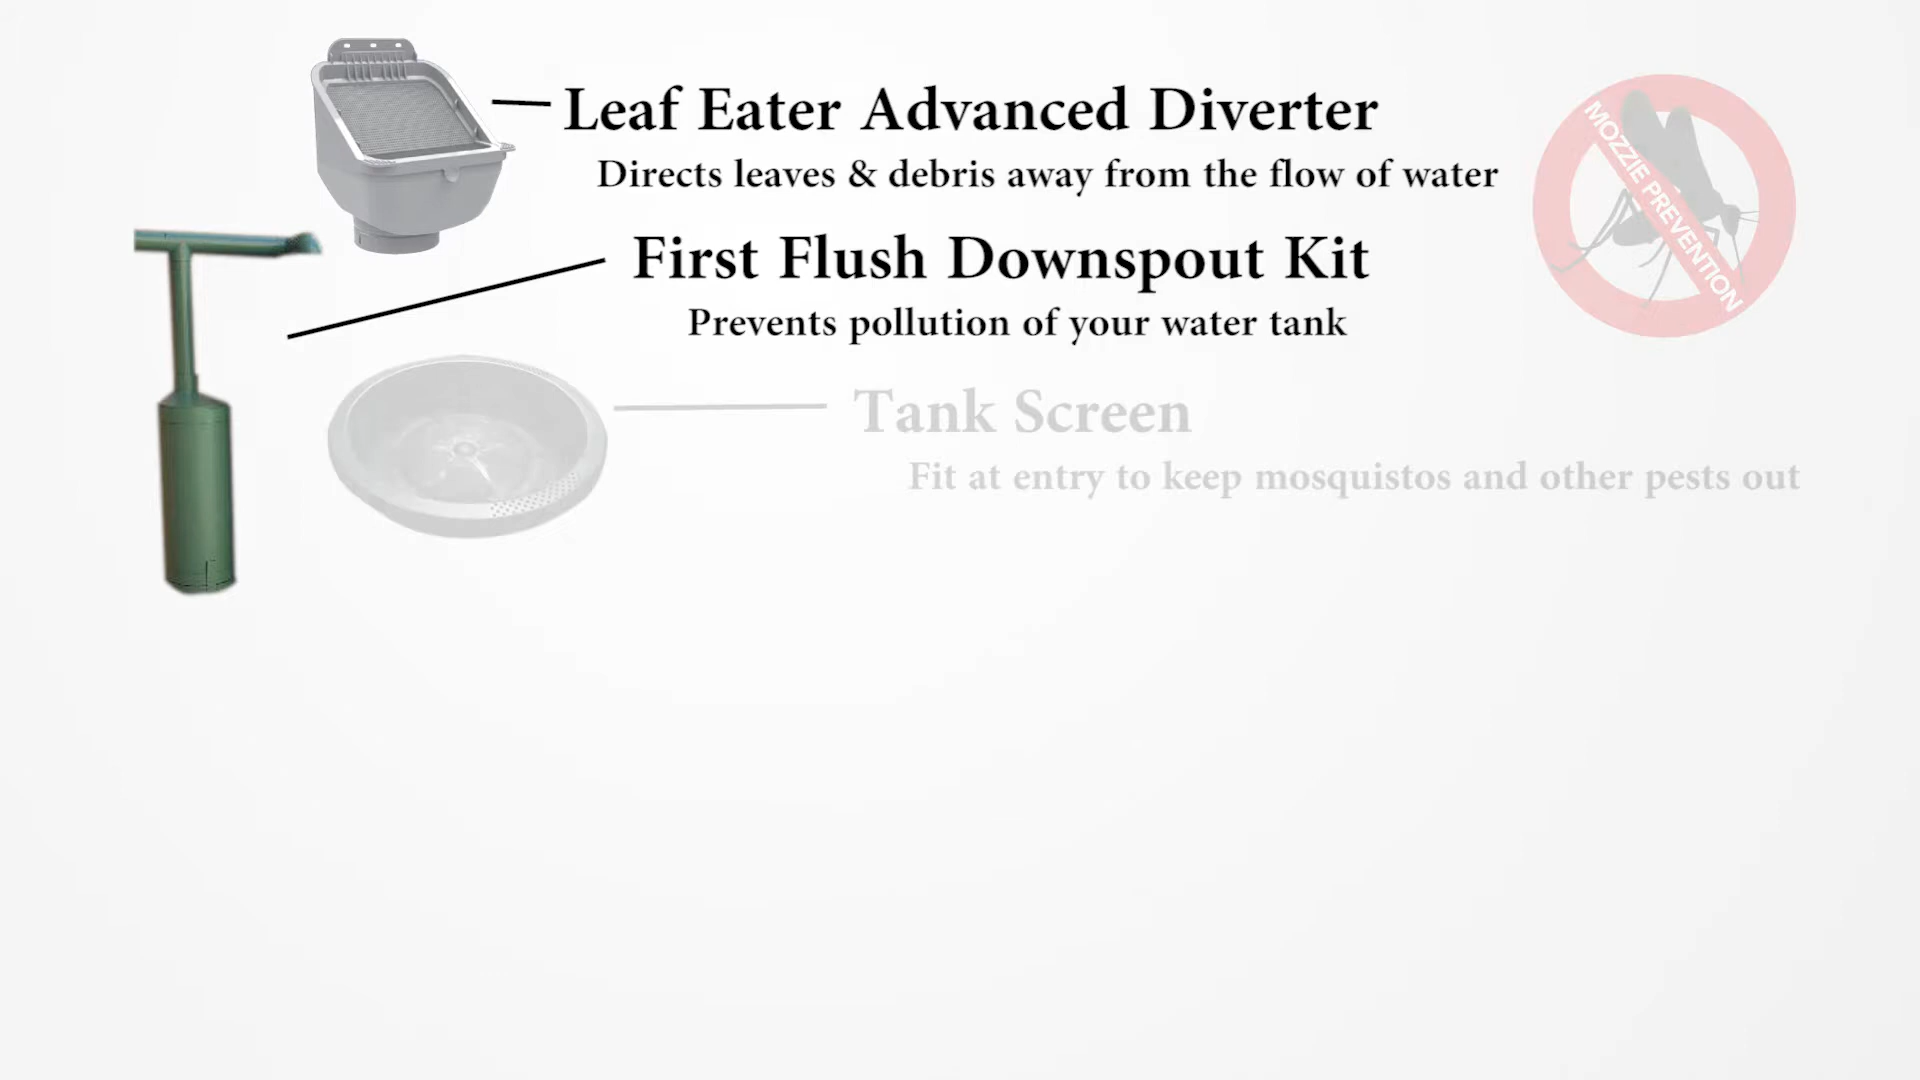 Leaf Eater Advanced Diverter
Directs leaves & debris away from the flow of water
MOZZIE PREVENTION
First Flush Downspout Kit
Prevents pollution of your water tank
Tank Screen
Fit at entry to keep mosquistos and other pests out